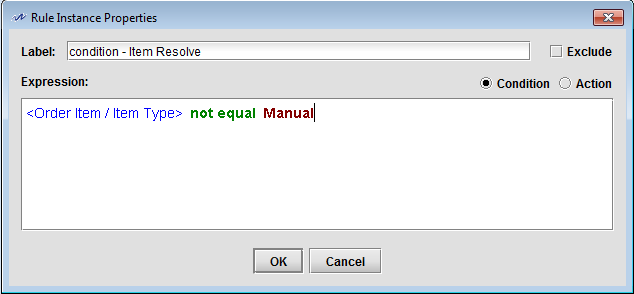 Rule Instance Properties
Label: condition - Item Resolve Exclude
Expression: Condition Action
<Order Item / Item Type> not equal Manual
OK Cancel